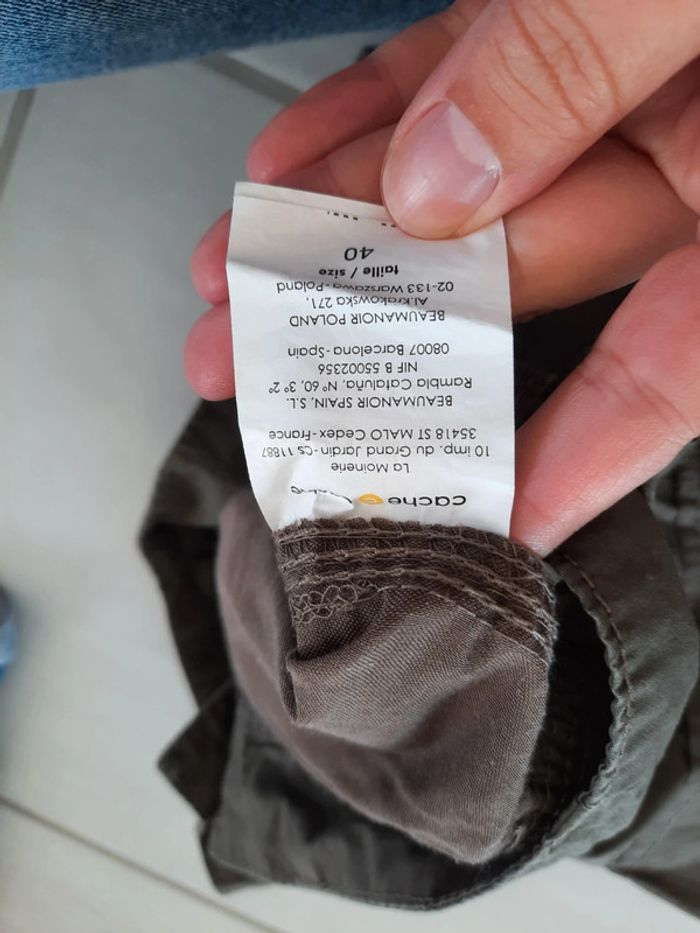 cache cache
La Moinerie
10 imp. du Grand Jardin - CS 11887
35418 ST MALO Cedex - France
BEAUMANOIR SPAIN, S.L.
Rambla Cataluña, Nº 60, 3º 2º
NIF B 55002356
08007 Barcelona - Spain
BEAUMANOIR POLAND
Al.Krakowska 271,
02-133 Warszawa - Poland
taille / size
40